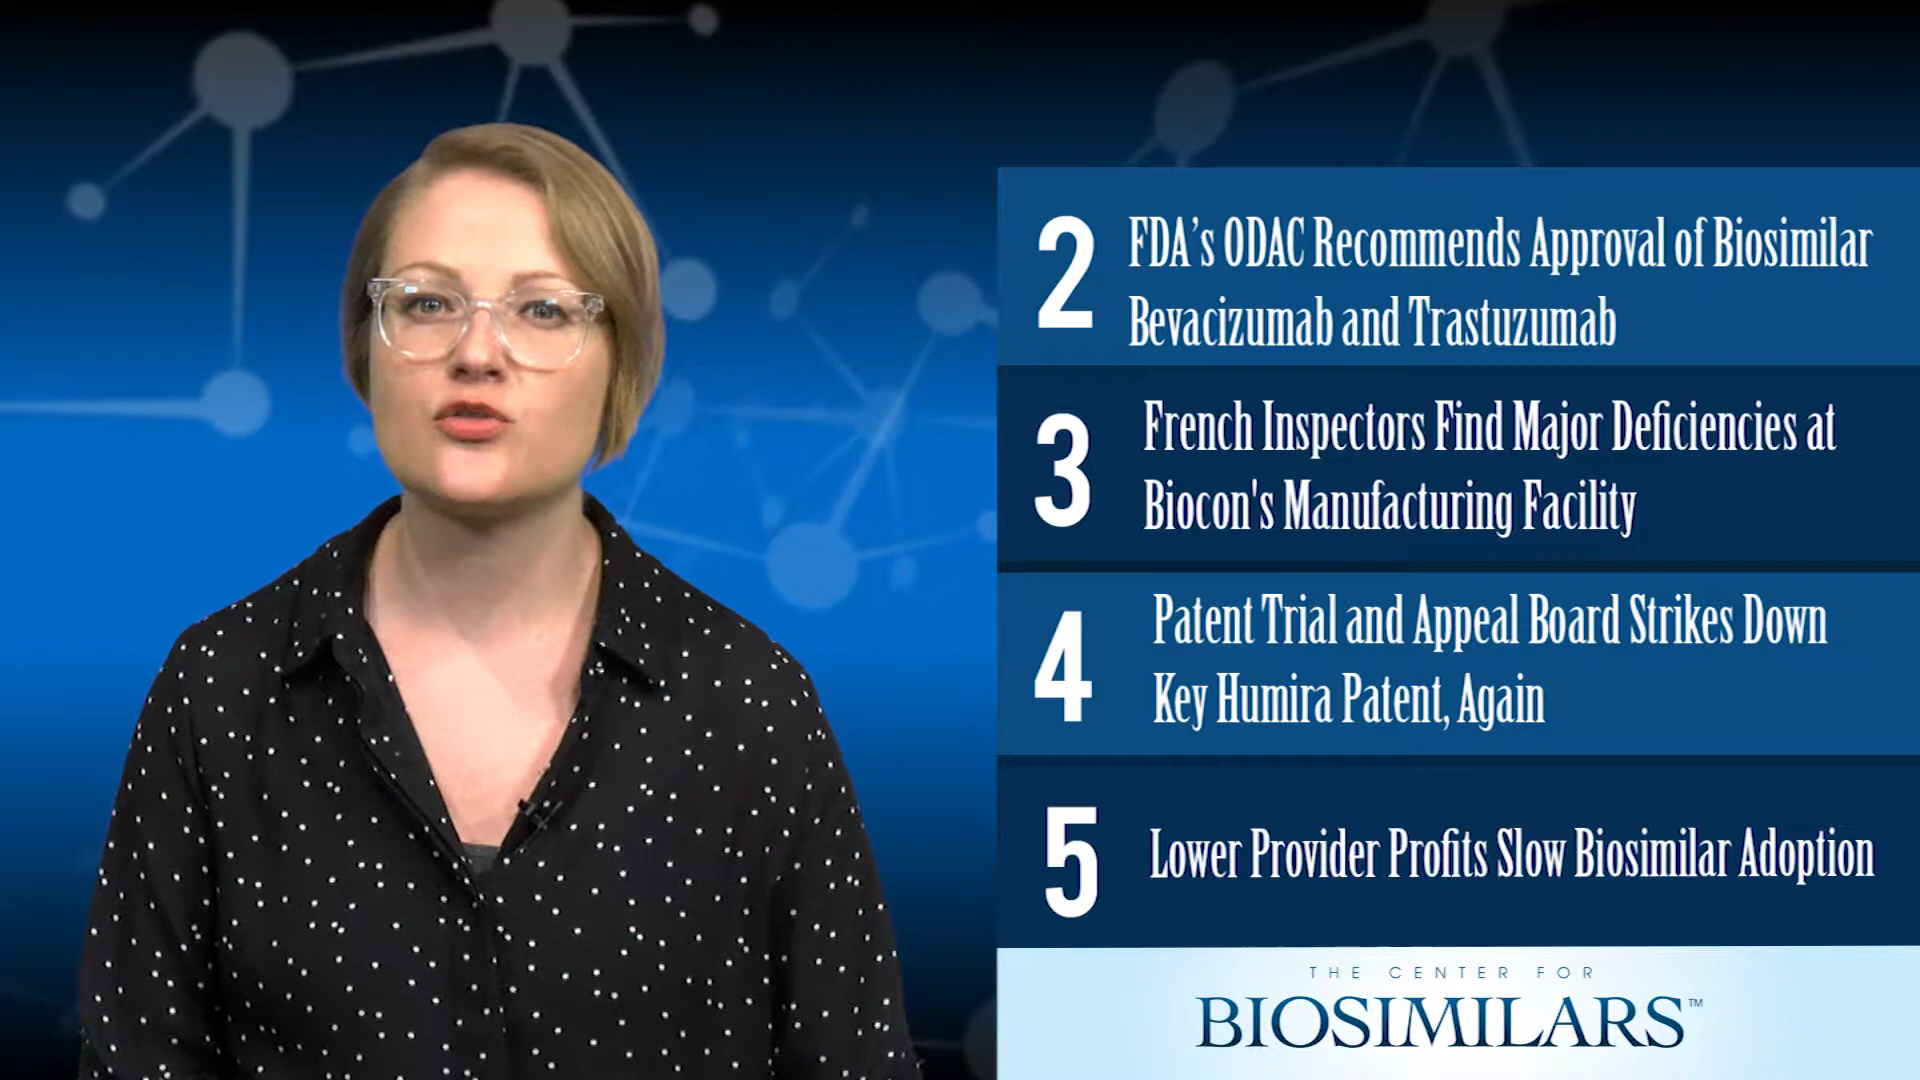 2
FDA’s ODAC Recommends Approval of Biosimilar
Bevacizumab and Trastuzumab
3
French Inspectors Find Major Deficiencies at
Biocon's Manufacturing Facility
4
Patent Trial and Appeal Board Strikes Down
Key Humira Patent, Again
5
Lower Provider Profits Slow Biosimilar Adoption
THE CENTER FOR
BIOSIMILARS™